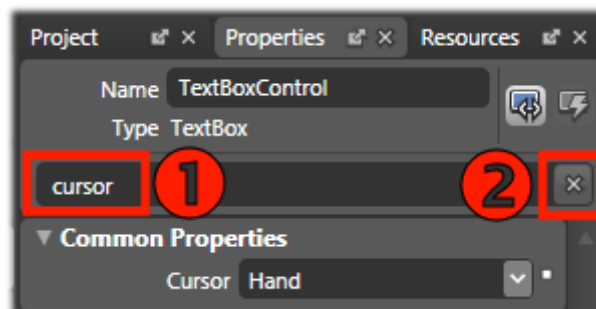 Project Properties Resources
Name TextBoxControl
Type TextBox
cursor 1 2
Common Properties
Cursor Hand